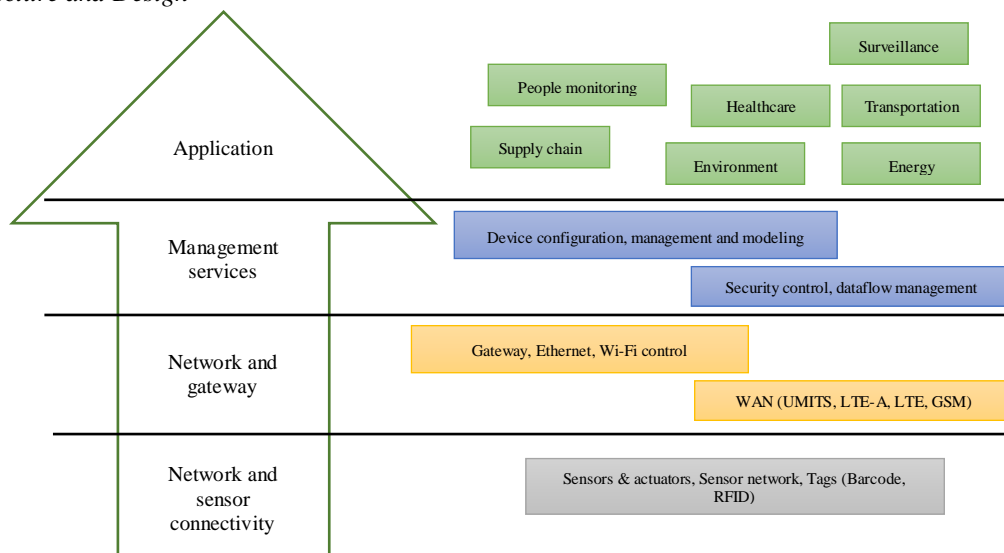 Surveillance
People monitoring
Healthcare
Transportation
Application
Supply chain
Environment
Energy
Management
services
Device configuration, management and modeling
Security control, dataflow management
Network and
gateway
Gateway, Ethernet, Wi-Fi control
WAN (UMITS, LTE-A, LTE, GSM)
Network and
sensor
connectivity
Sensors & actuators, Sensor network, Tags (Barcode,
RFID)